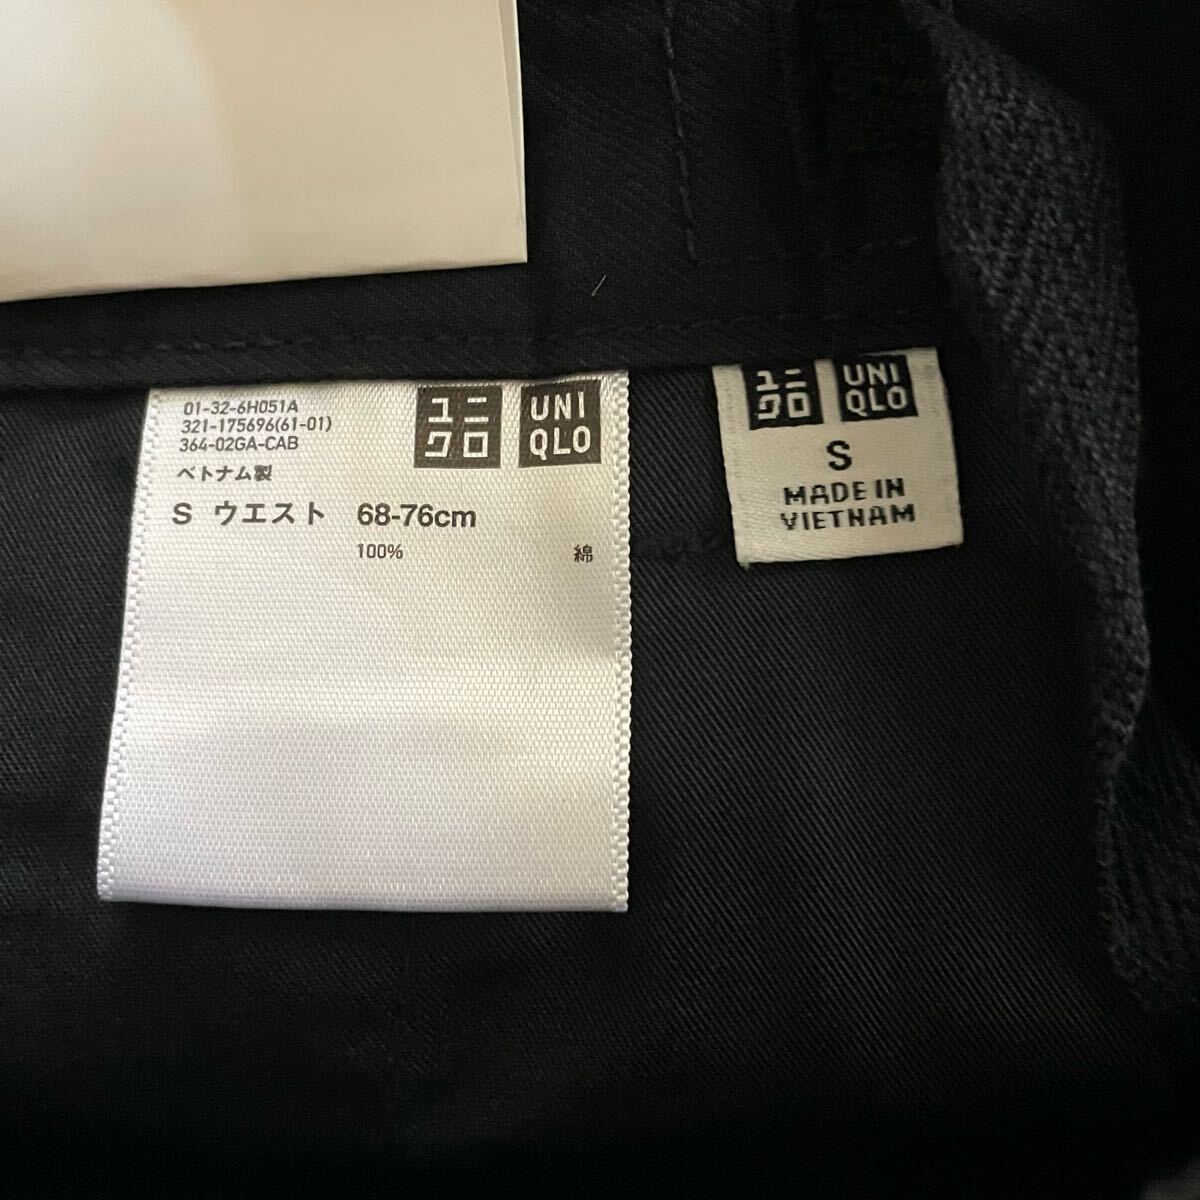 01-32-6H051A
321-175696(61-01)
364-02GA-CAB
ベトナム製
ユニ
クロ
UNI
QLO
S ウエスト 68-76cm
100% 綿
ユニ
クロ
UNI
QLO
S
MADE IN
VIETNAM